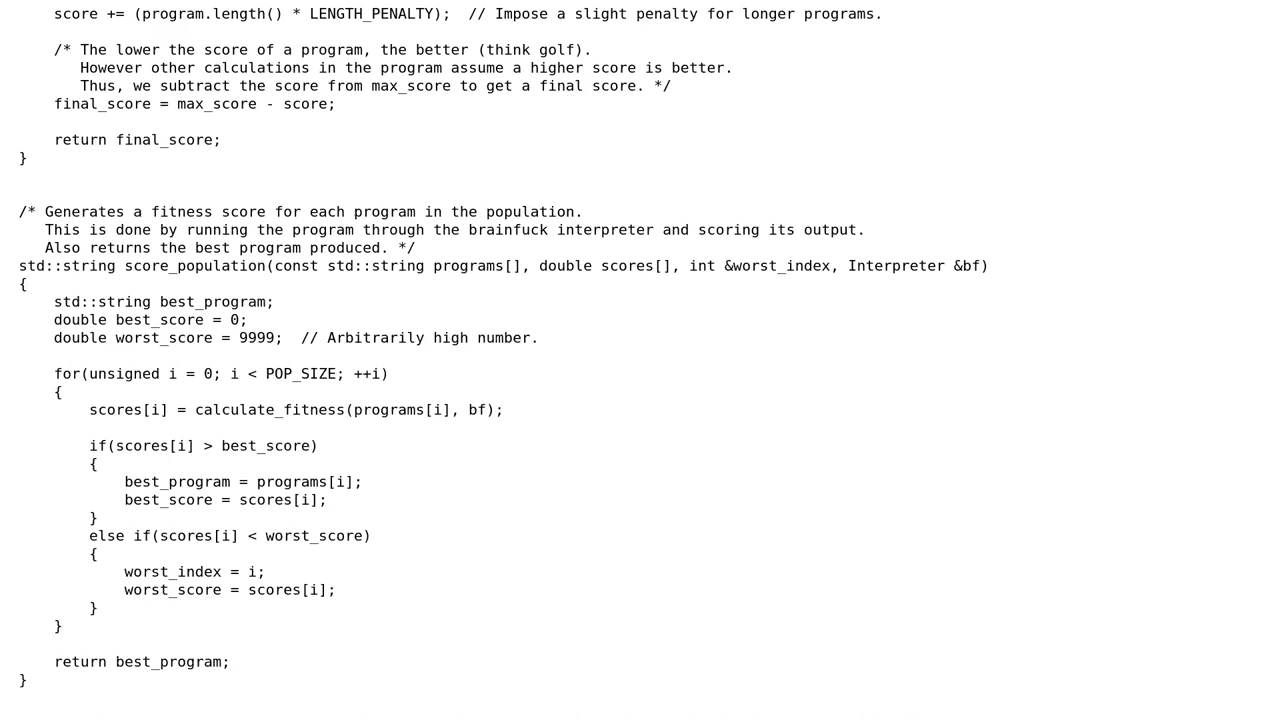 score += (program.length() * LENGTH_PENALTY);  // Impose a slight penalty for longer programs.

    /* The lower the score of a program, the better (think golf).
       However other calculations in the program assume a higher score is better.
       Thus, we subtract the score from max_score to get a final score. */
    final_score = max_score - score;

    return final_score;
}


/* Generates a fitness score for each program in the population.
   This is done by running the program through the brainfuck interpreter and scoring its output.
   Also returns the best program produced. */
std::string score_population(const std::string programs[], double scores[], int &worst_index, Interpreter &bf)
{
    std::string best_program;
    double best_score = 0;
    double worst_score = 9999;  // Arbitrarily high number.

    for(unsigned i = 0; i < POP_SIZE; ++i)
    {
        scores[i] = calculate_fitness(programs[i], bf);

        if(scores[i] > best_score)
        {
            best_program = programs[i];
            best_score = scores[i];
        }
        else if(scores[i] < worst_score)
        {
            worst_index = i;
            worst_score = scores[i];
        }
    }

    return best_program;
}